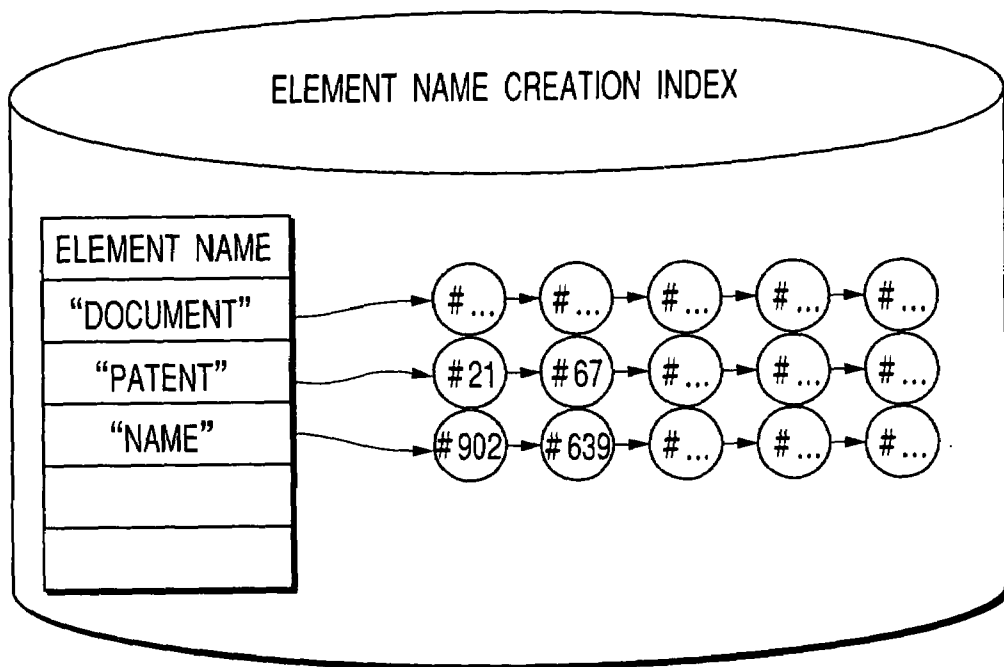 ELEMENT NAME CREATION INDEX
ELEMENT NAME
“DOCUMENT” #... #... #... #... #...
“PATENT” #21 #67 #... #... #...
“NAME” #902 #639 #... #... #...